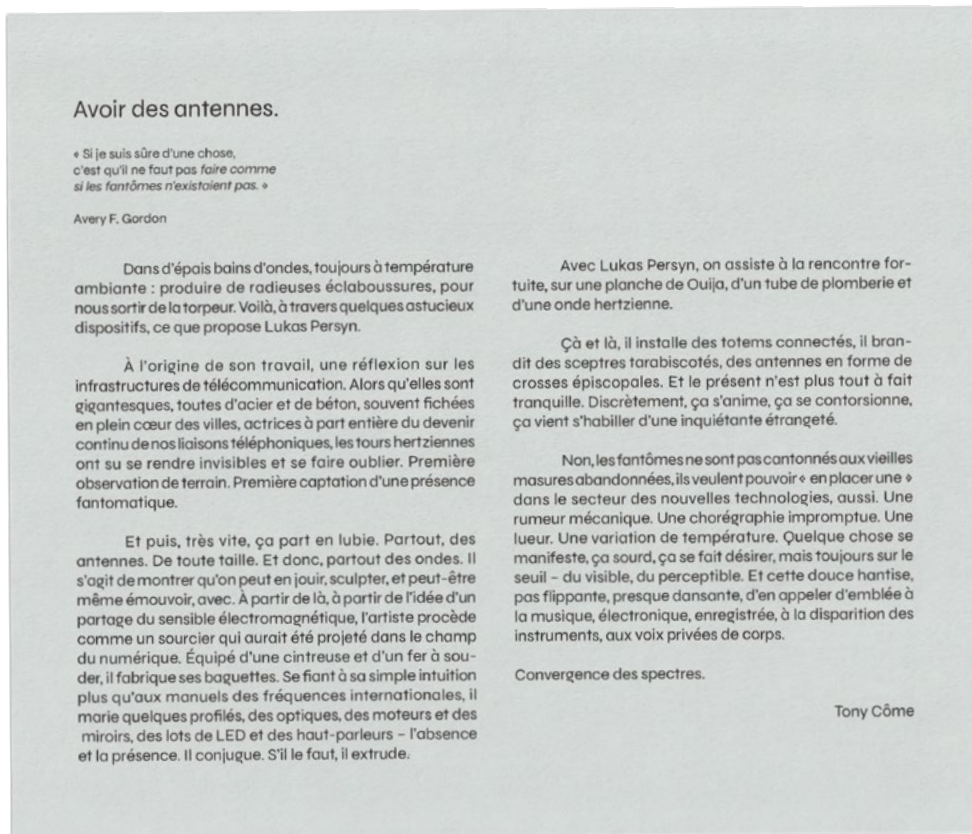 Avoir des antennes.
« Si je suis sûre d'une chose,
c'est qu'il ne faut pas faire comme
si les fantômes n'existaient pas. »
Avery F. Gordon
Dans d'épais bains d'ondes, toujours à température
ambiante : produire de radieuses éclaboussures, pour
nous sortir de la torpeur. Voilà, à travers quelques astucieux
dispositifs, ce que propose Lukas Persyn.
À l'origine de son travail, une réflexion sur les
infrastructures de télécommunication. Alors qu'elles sont
gigantesques, toutes d'acier et de béton, souvent fichées
en plein cœur des villes, actrices à part entière du devenir
continu de nos liaisons téléphoniques, les tours hertziennes
ont su se rendre invisibles et se faire oublier. Première
observation de terrain. Première captation d'une présence
fantomatique.
Et puis, très vite, ça part en lubie. Partout, des
antennes. De toute taille. Et donc, partout des ondes. Il
s'agit de montrer qu'on peut en jouir, sculpter, et peut-être
même émouvoir, avec. À partir de là, à partir de l'idée d'un
partage du sensible électromagnétique, l'artiste procède
comme un sourcier qui aurait été projeté dans le champ
du numérique. Équipé d'une cintreuse et d'un fer à sou-
der, il fabrique ses baguettes. Se fiant à sa simple intuition
plus qu'aux manuels des fréquences internationales, il
marie quelques profilés, des optiques, des moteurs et des
miroirs, des lots de LED et des haut-parleurs – l'absence
et la présence. Il conjugue. S'il le faut, il extrude.
Avec Lukas Persyn, on assiste à la rencontre for-
tuite, sur une planche de Ouija, d'un tube de plomberie et
d'une onde hertzienne.
Çà et là, il installe des totems connectés, il bran-
dit des sceptres tarabiscotés, des antennes en forme de
crosses épiscopales. Et le présent n'est plus tout à fait
tranquille. Discrètement, ça s'anime, ça se contorsionne,
ça vient s'habiller d'une inquiétante étrangeté.
Non, les fantômes ne sont pas cantonnés aux vieilles
masures abandonnées, ils veulent pouvoir « en placer une »
dans le secteur des nouvelles technologies, aussi. Une
rumeur mécanique. Une chorégraphie impromptue. Une
lueur. Une variation de température. Quelque chose se
manifeste, ça sourd, ça se fait désirer, mais toujours sur le
seuil – du visible, du perceptible. Et cette douce hantise,
pas flippante, presque dansante, d'en appeler d'emblée à
la musique, électronique, enregistrée, à la disparition des
instruments, aux voix privées de corps.
Convergence des spectres.
Tony Côme